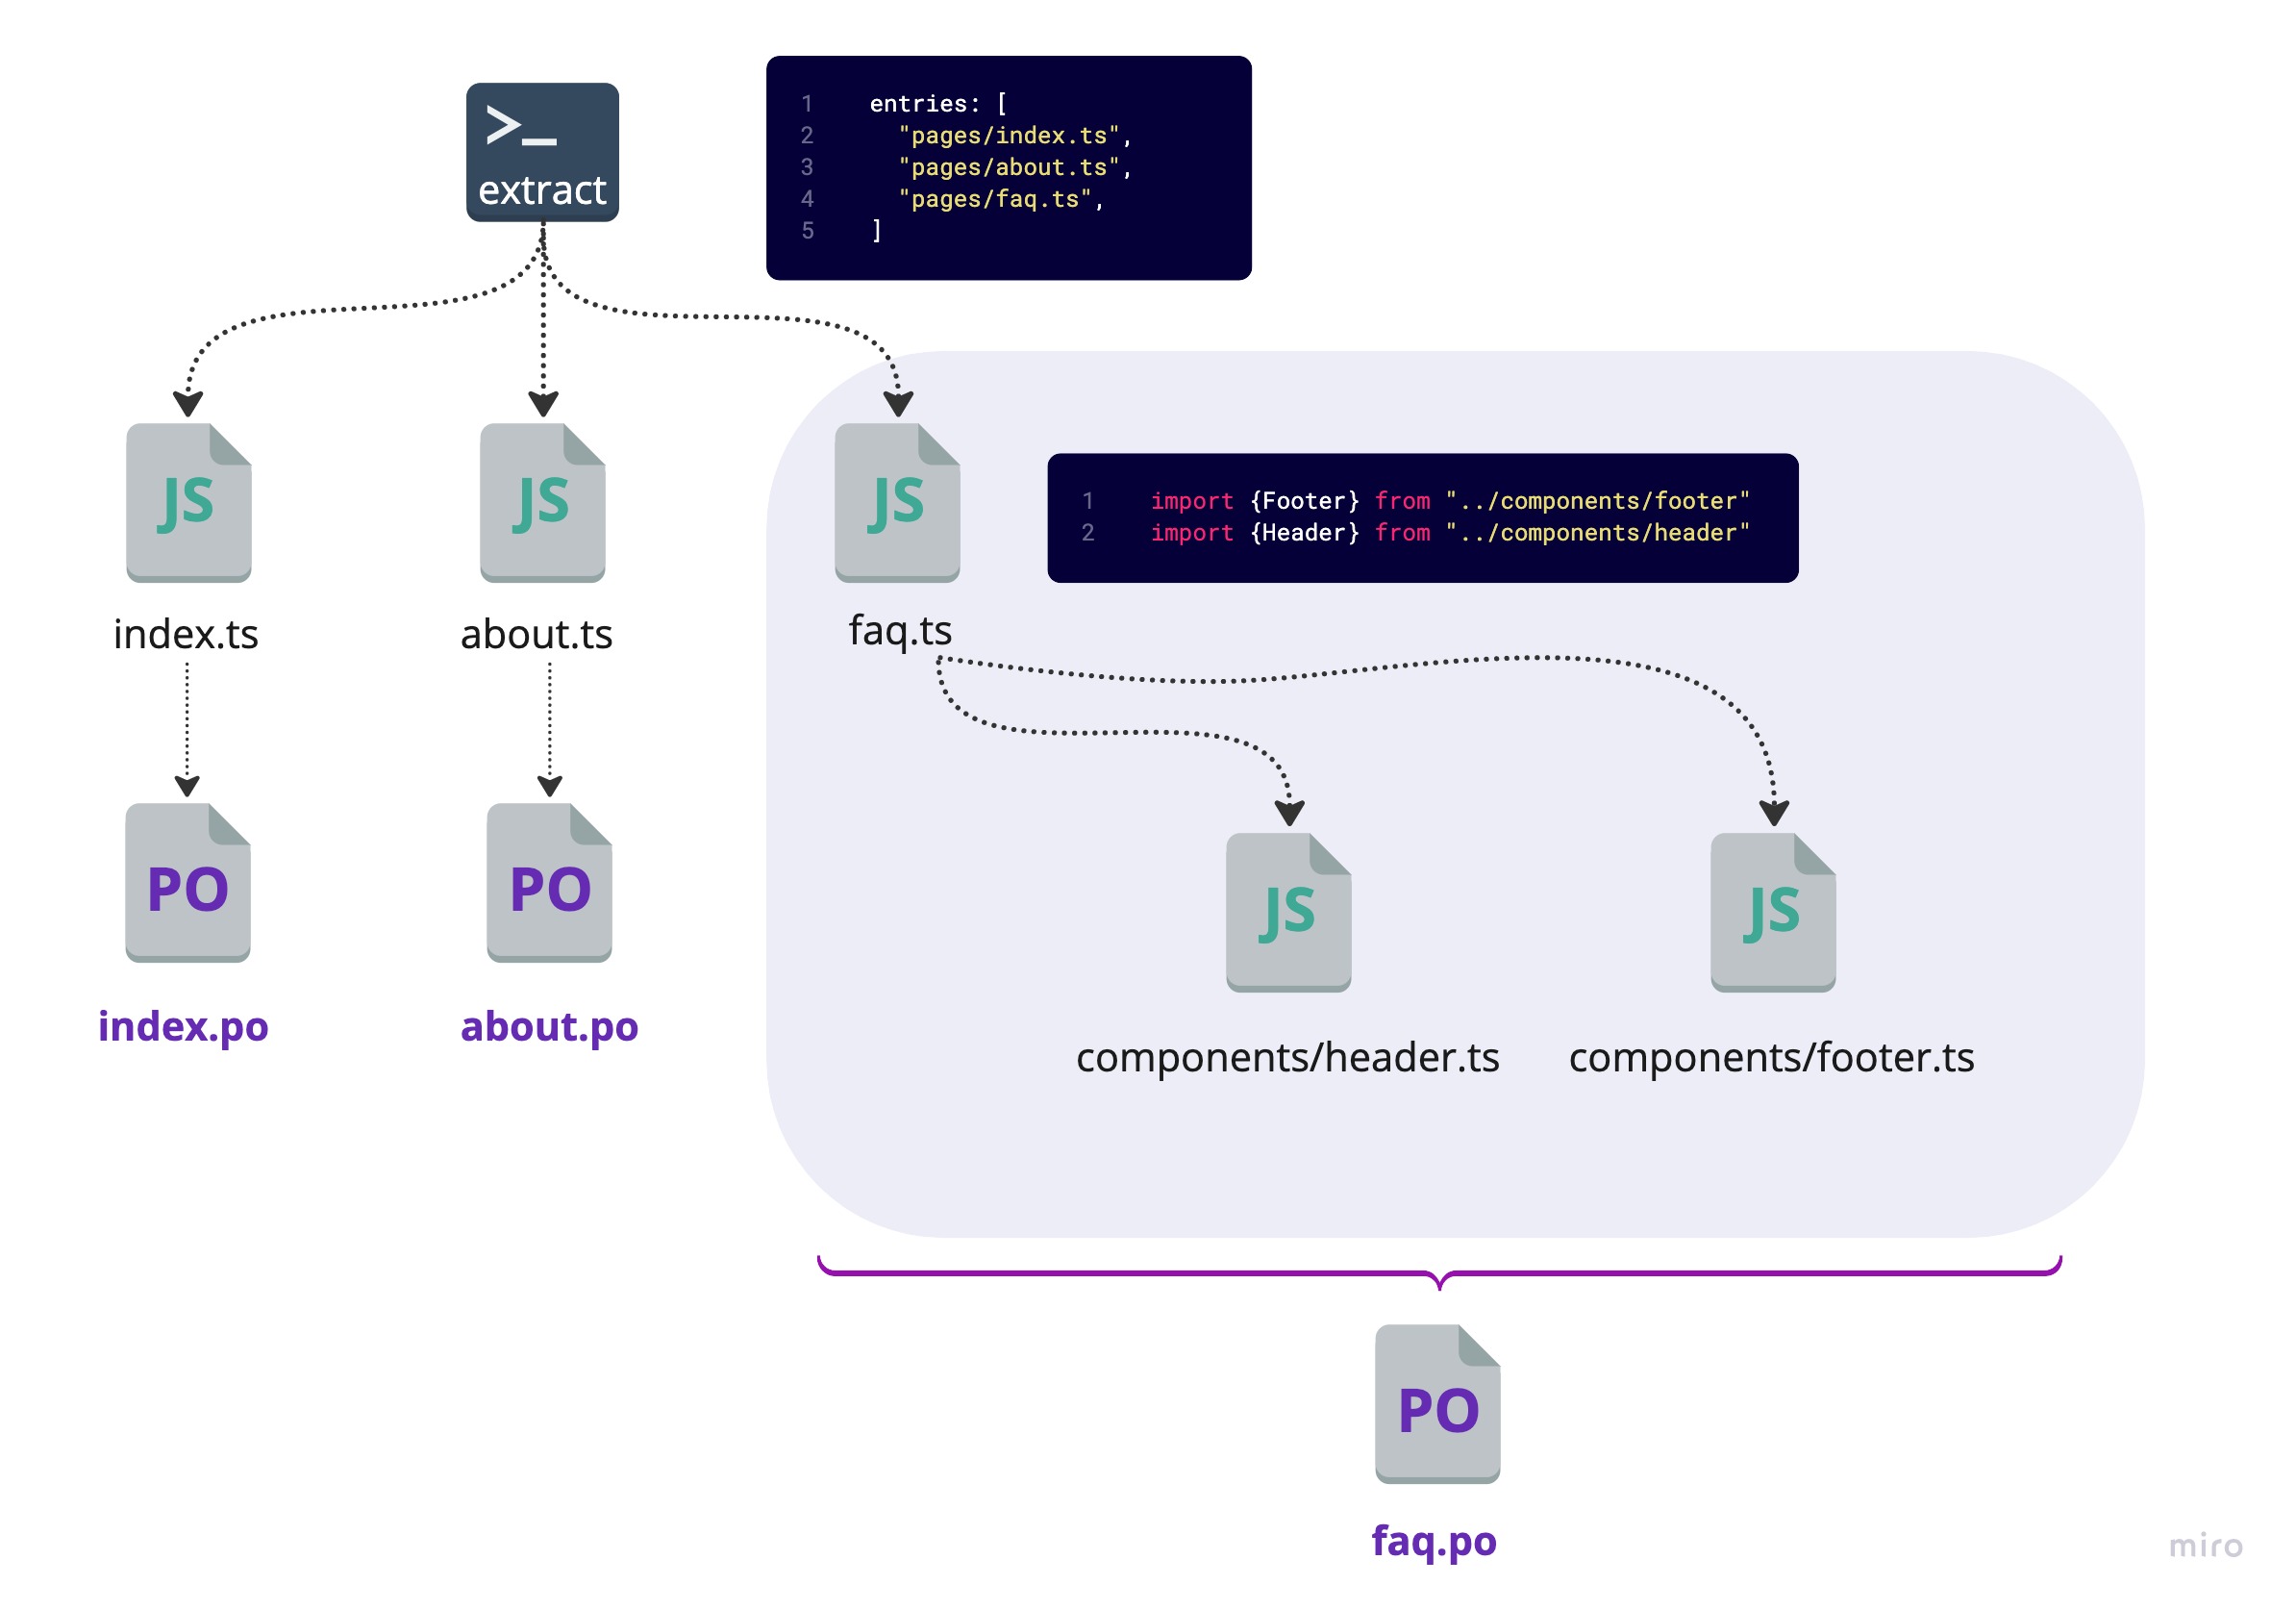 >_
extract
1 entries: [
2 "pages/index.ts",
3 "pages/about.ts",
4 "pages/faq.ts",
5 ]
JS
JS
JS
1 import {Footer} from "../components/footer"
2 import {Header} from "../components/header"
index.ts
about.ts
faq.ts
PO
PO
JS
JS
index.po
about.po
components/header.ts
components/footer.ts
PO
faq.po
miro